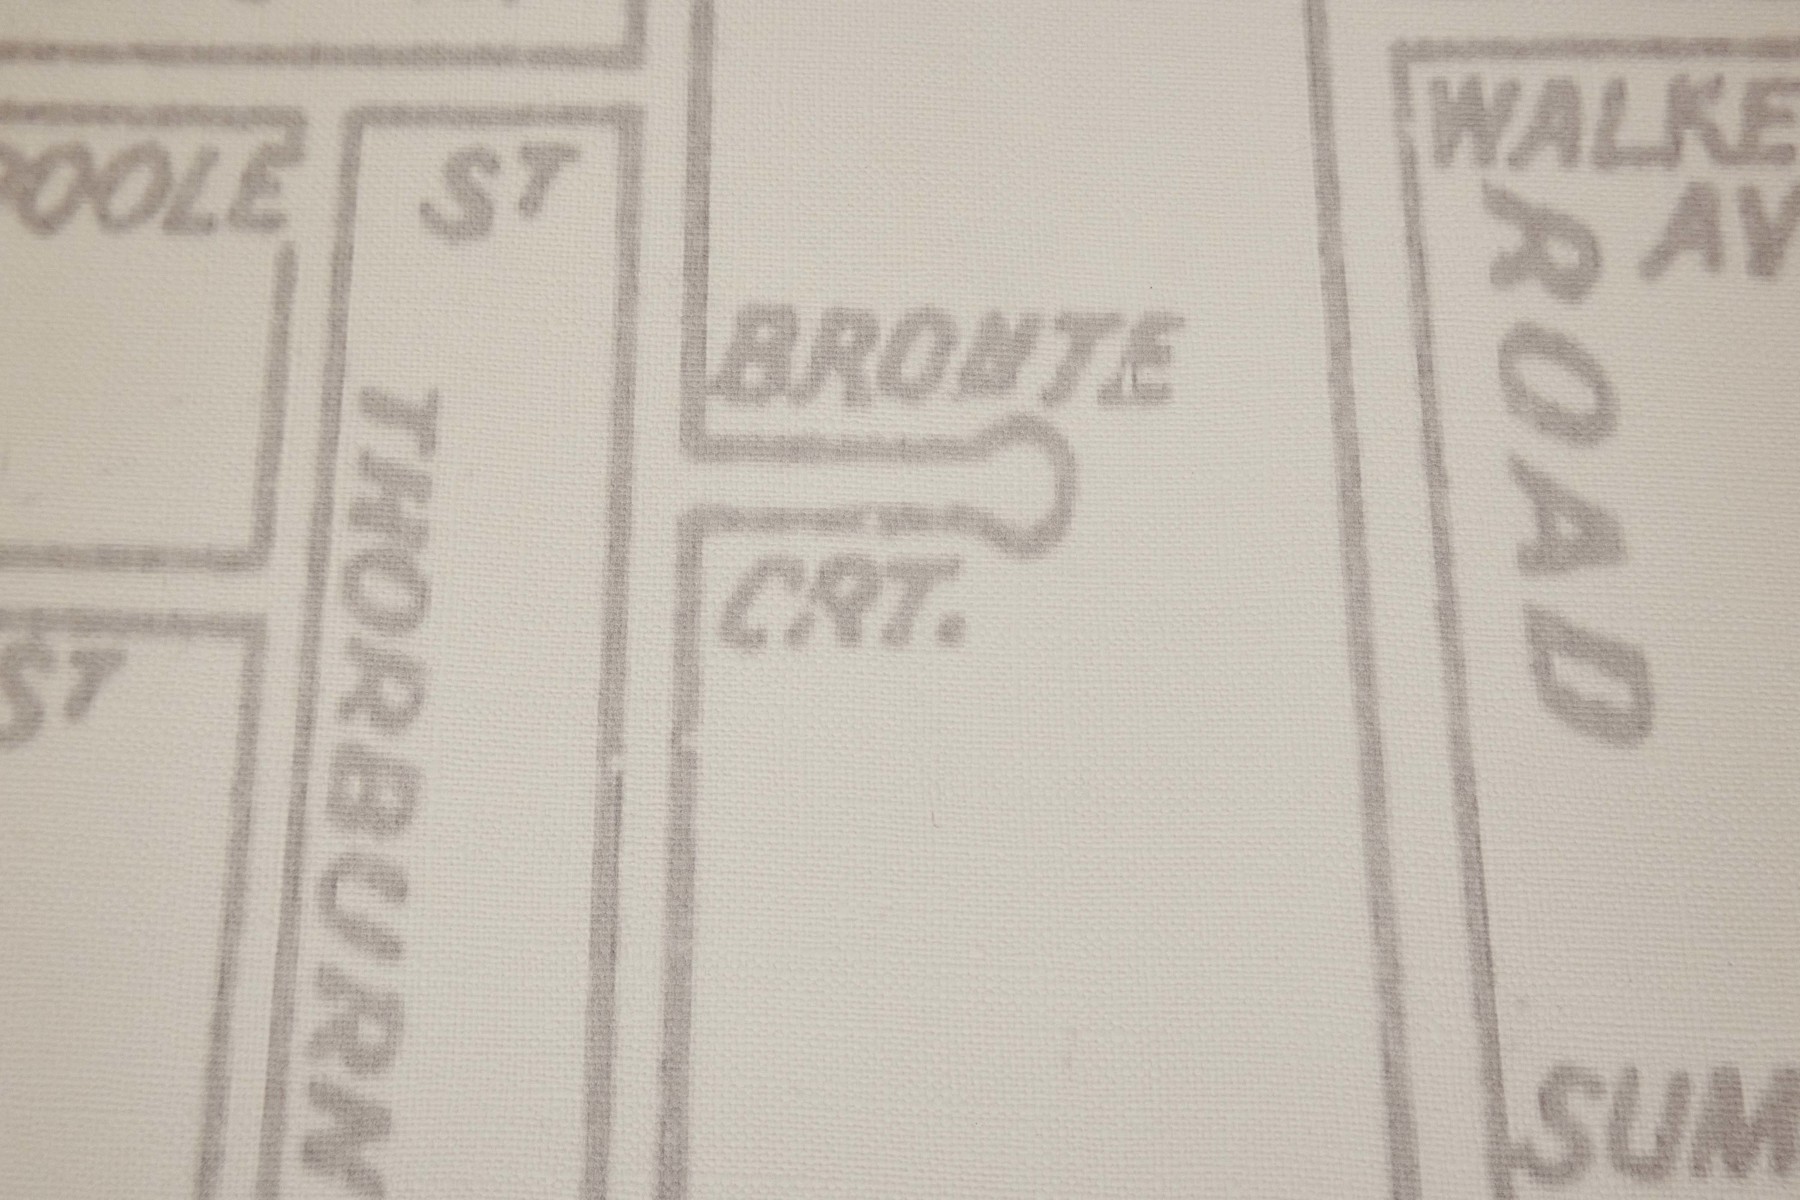 POOLE ST
WALKE
AV
ROAD
BRONTE
CRT.
THORBURN
ST
SUM